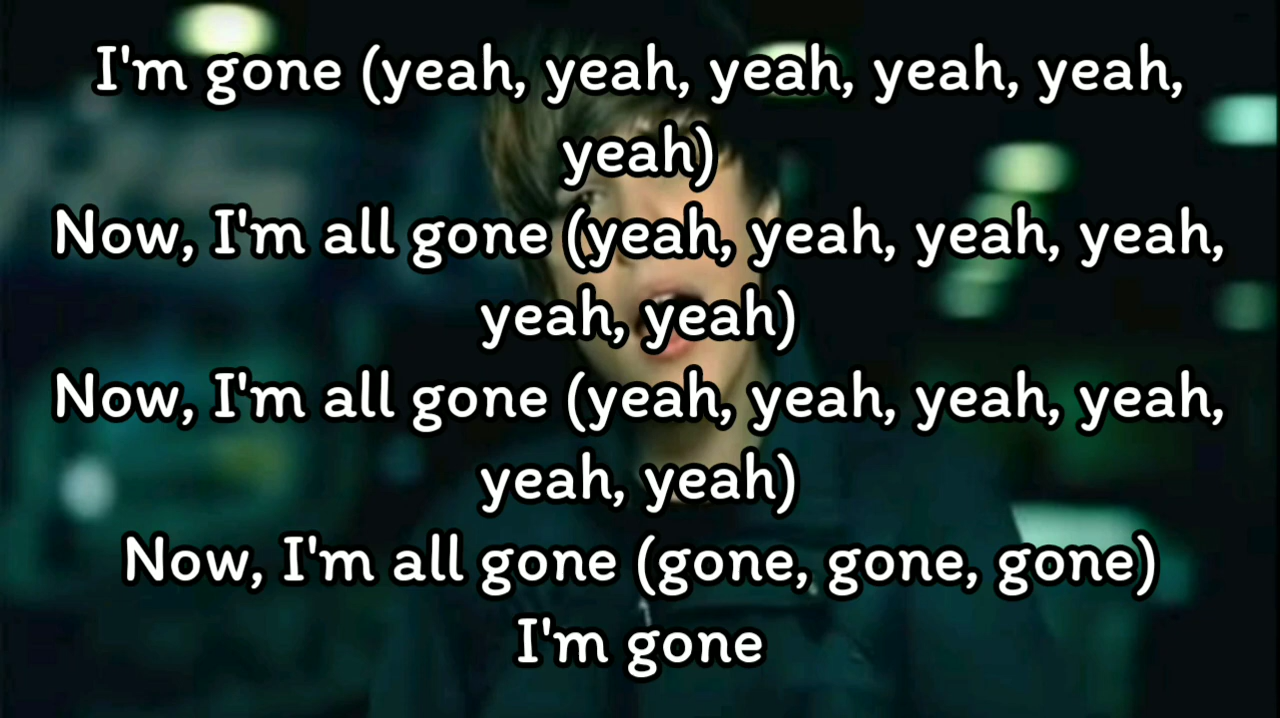 I'm gone (yeah, yeah, yeah, yeah, yeah,
yeah)
Now, I'm all gone (yeah, yeah, yeah, yeah,
yeah, yeah)
Now, I'm all gone (yeah, yeah, yeah, yeah,
yeah, yeah)
Now, I'm all gone (gone, gone, gone)
I'm gone